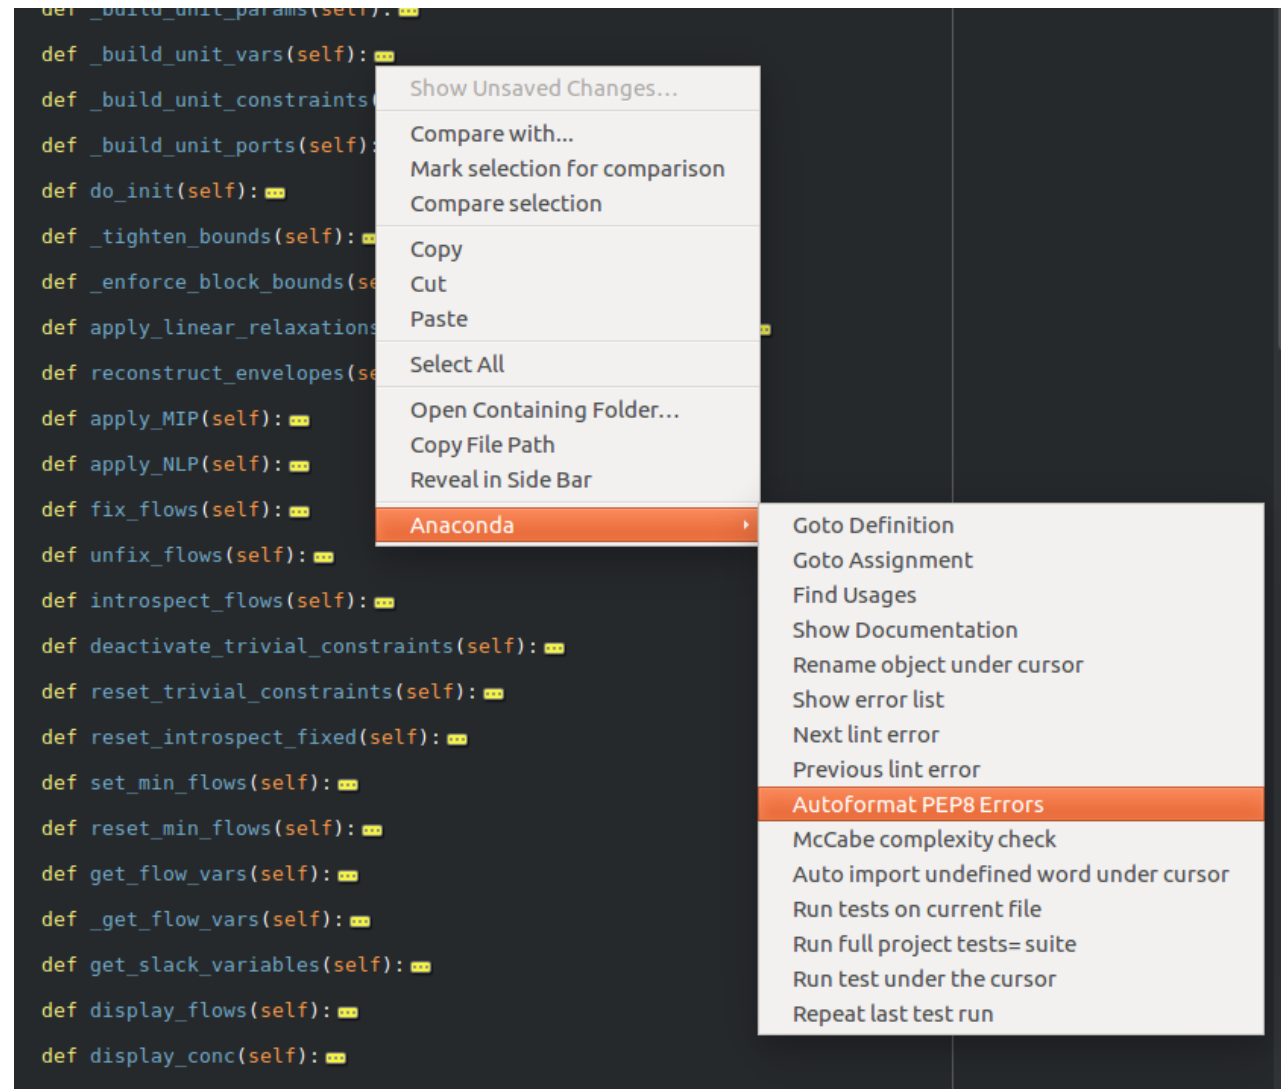 def _build_unit_params(self):
def _build_unit_vars(self):
def _build_unit_constraints(
def _build_unit_ports(self):
def do_init(self):
def _tighten_bounds(self):
def _enforce_block_bounds(se
def apply_linear_relaxations
def reconstruct_envelopes(se
def apply_MIP(self):
def apply_NLP(self):
def fix_flows(self):
def unfix_flows(self):
def introspect_flows(self):
def deactivate_trivial_constraints(self):
def reset_trivial_constraints(self):
def reset_introspect_fixed(self):
def set_min_flows(self):
def reset_min_flows(self):
def get_flow_vars(self):
def _get_flow_vars(self):
def get_slack_variables(self):
def display_flows(self):
def display_conc(self):
Show Unsaved Changes...
Compare with...
Mark selection for comparison
Compare selection
Copy
Cut
Paste
Select All
Open Containing Folder...
Copy File Path
Reveal in Side Bar
Anaconda
Goto Definition
Goto Assignment
Find Usages
Show Documentation
Rename object under cursor
Show error list
Next lint error
Previous lint error
Autoformat PEP8 Errors
McCabe complexity check
Auto import undefined word under cursor
Run tests on current file
Run full project tests= suite
Run test under the cursor
Repeat last test run